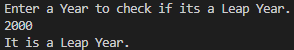 Enter a Year to check if its a Leap Year.
2000
It is a Leap Year.